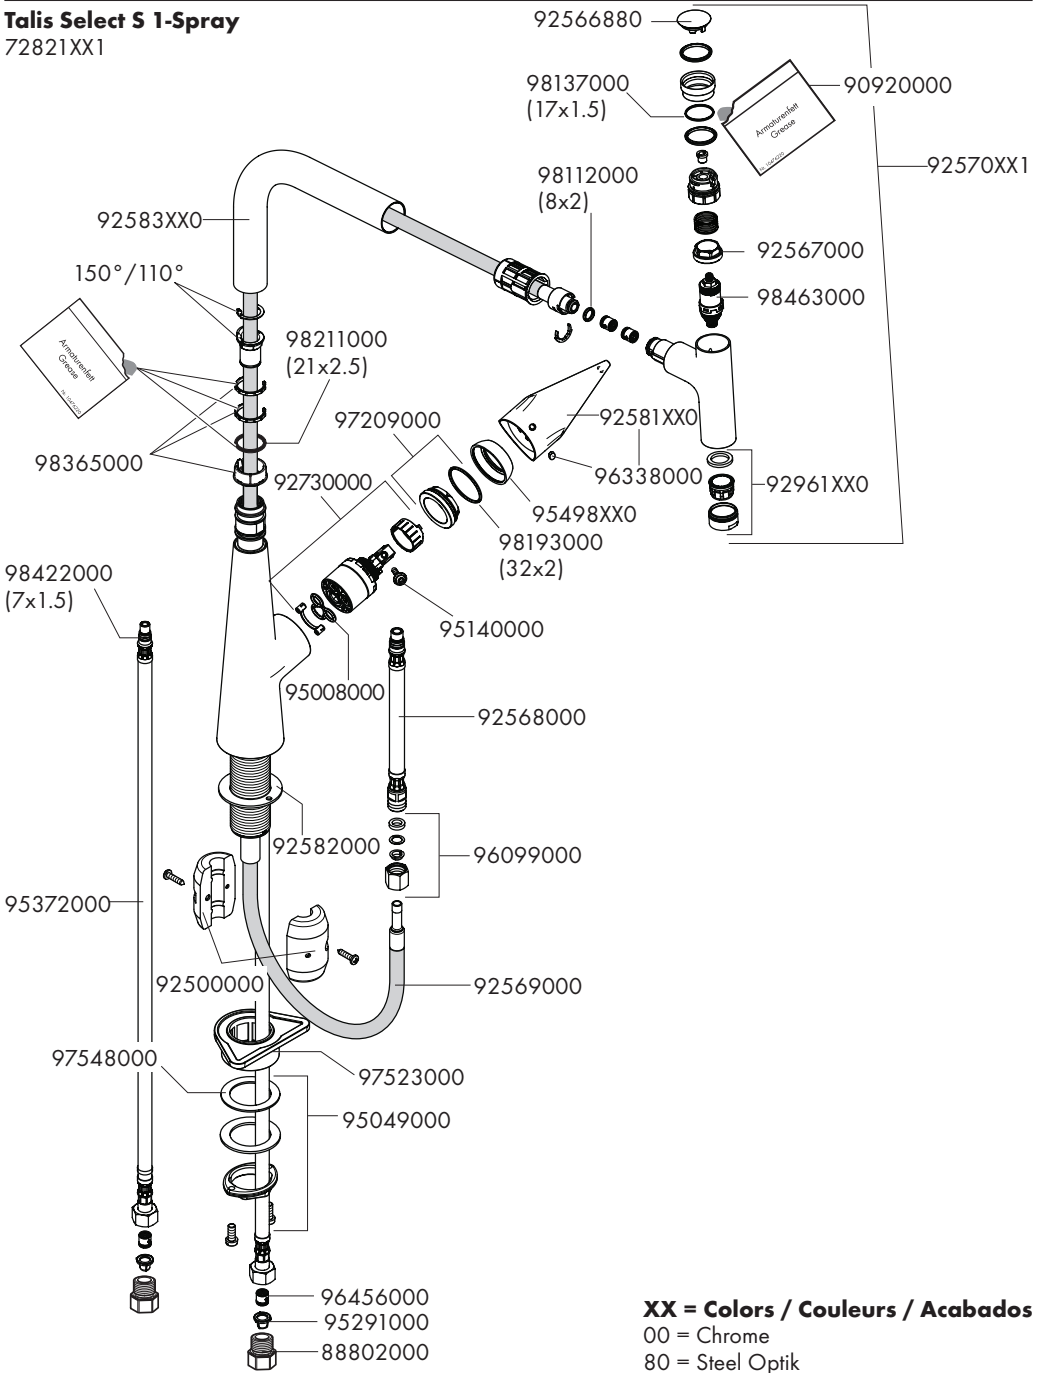 Talis Select S 1-Spray
72821XX1
92566880
98137000
(17x1.5)
90920000
Armaturenfett
Grease
92570XX1
98112000
(8x2)
92583XX0
92567000
150°/110°
98463000
Armaturenfett
Grease
98211000
(21x2.5)
97209000
92581XX0
98365000
92730000
96338000
92961XX0
95498XX0
98193000
(32x2)
98422000
(7x1.5)
95140000
95008000
92568000
92582000
96099000
95372000
92500000
92569000
97548000
97523000
95049000
96456000
95291000
88802000
XX = Colors / Couleurs / Acabados
00 = Chrome
80 = Steel Optik